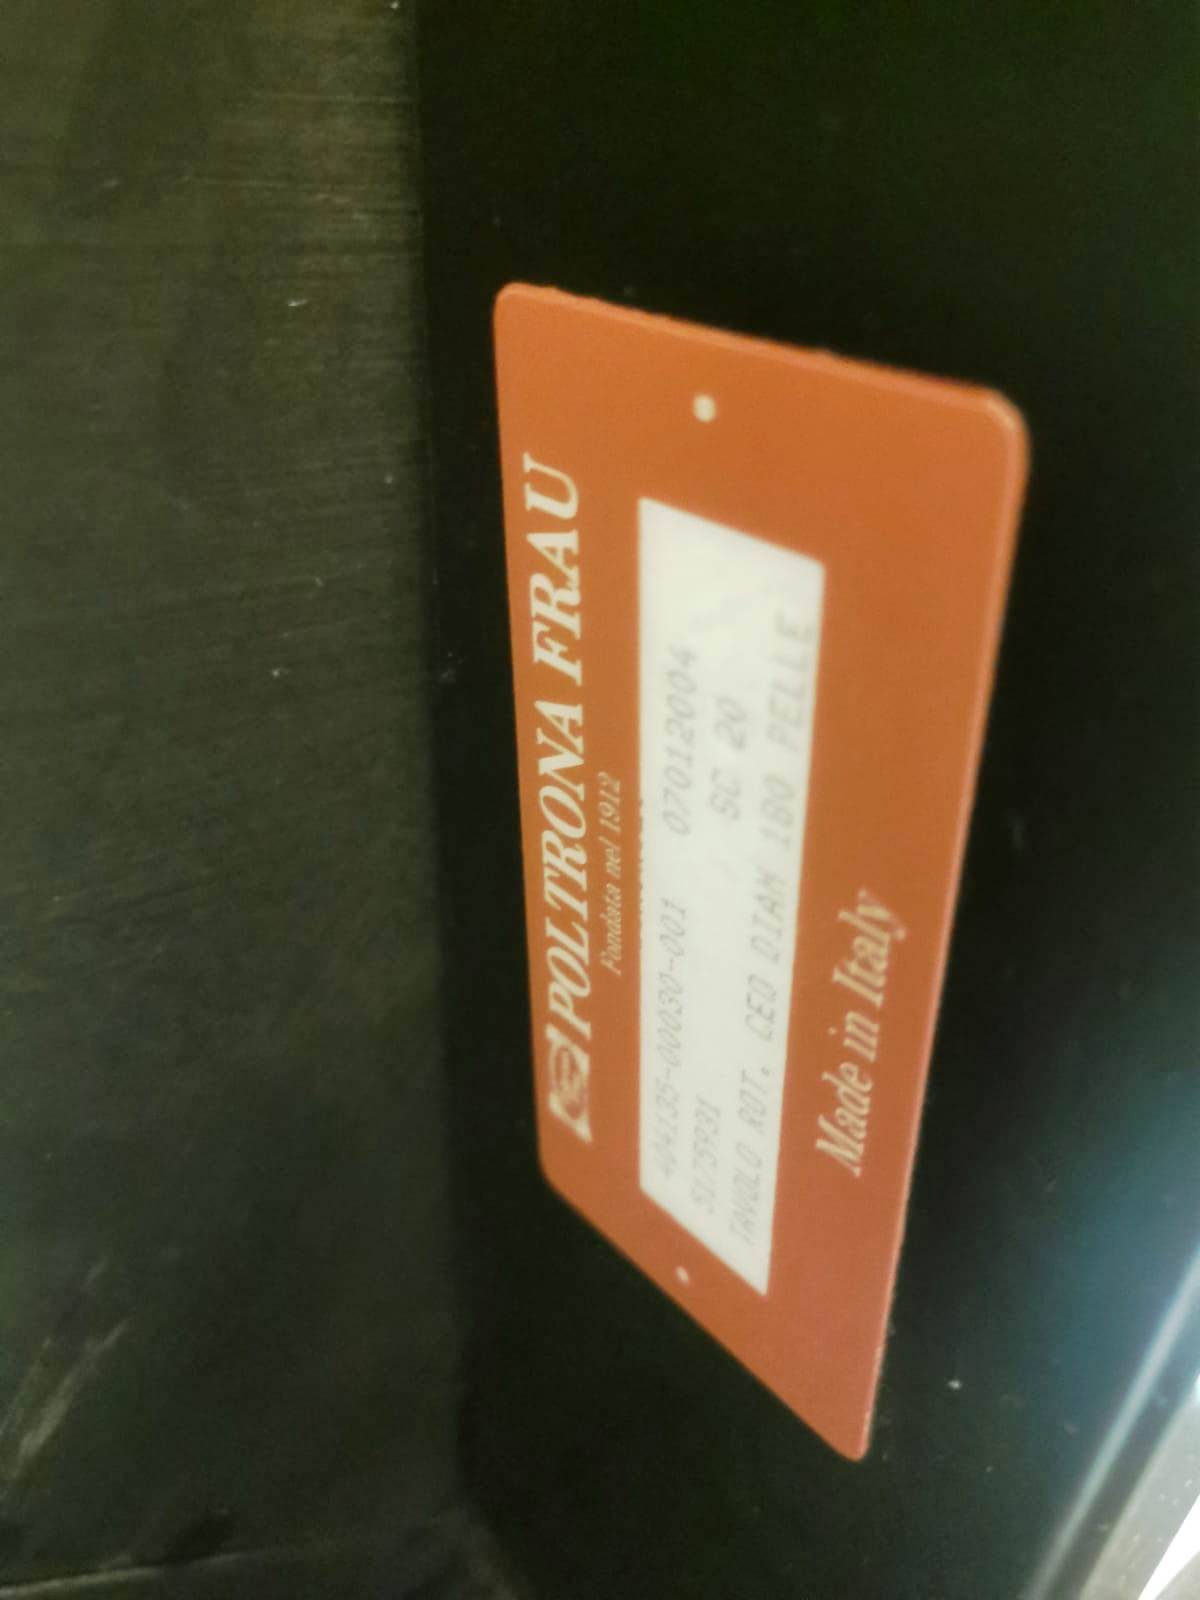 POLTRONA FRAU
Fondata nel 1912
404135-00030-001 07012004
5175931 SC 20
TAVOLO ROT. CEO DIAM 180 PELLE
Made in Italy